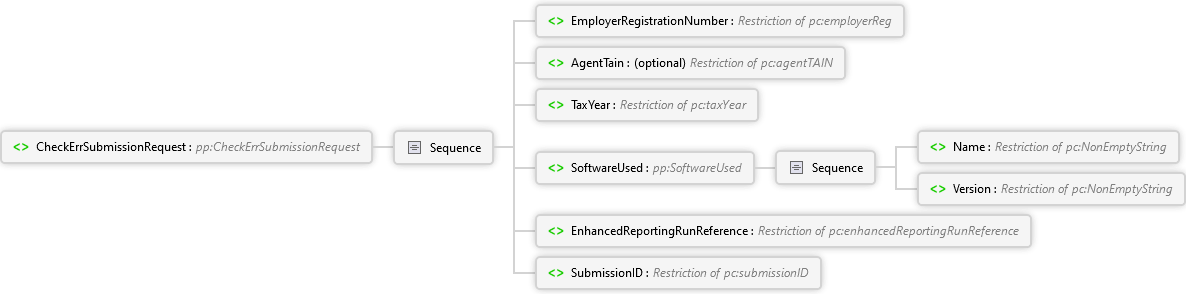 EmployerRegistrationNumber : Restriction of pc:employerReg
AgentTain : (optional) Restriction of pc:agentTAIN
TaxYear : Restriction of pc:taxYear
CheckErrSubmissionRequest : pp:CheckErrSubmissionRequest
Sequence
SoftwareUsed : pp:SoftwareUsed
Sequence
Name : Restriction of pc:NonEmptyString
Version : Restriction of pc:NonEmptyString
EnhancedReportingRunReference : Restriction of pc:enhancedReportingRunReference
SubmissionID : Restriction of pc:submissionID